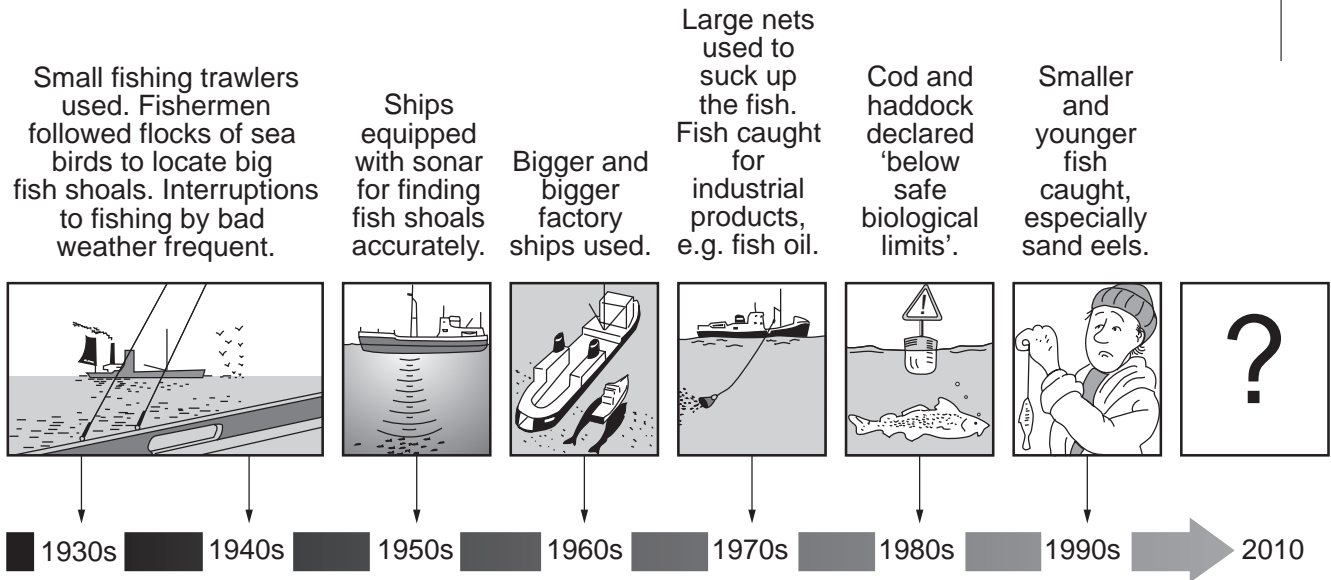 Small fishing trawlers
used. Fishermen
followed flocks of sea
birds to locate big
fish shoals. Interruptions
to fishing by bad
weather frequent.
Ships
equipped
with sonar
for finding
fish shoals
accurately.
Bigger and
bigger
factory
ships used.
Large nets
used to
suck up
the fish.
Fish caught
for
industrial
products,
e.g. fish oil.
Cod and
haddock
declared
‘below
safe
biological
limits’.
Smaller
and
younger
fish
caught,
especially
sand eels.
!
?
1930s 1940s 1950s 1960s 1970s 1980s 1990s 2010